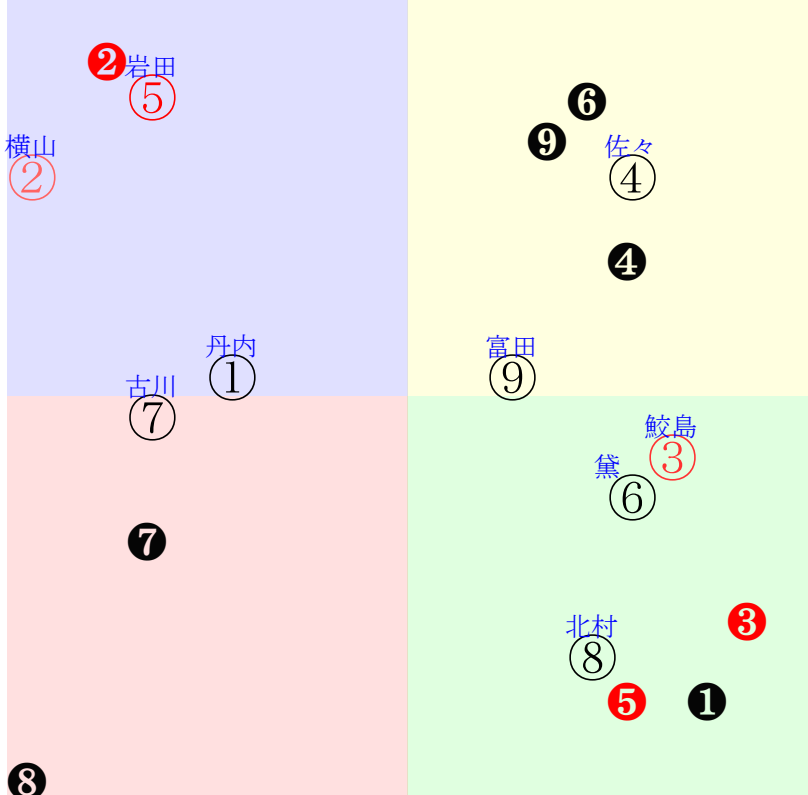 ❷
岩田
⑤
❻
❾
横山
②
佐々
④
❹
丹内
①
富田
⑨
古川
⑦
鮫島
③
黛
⑥
❼
北村
⑧
❸
❺
❶
❽